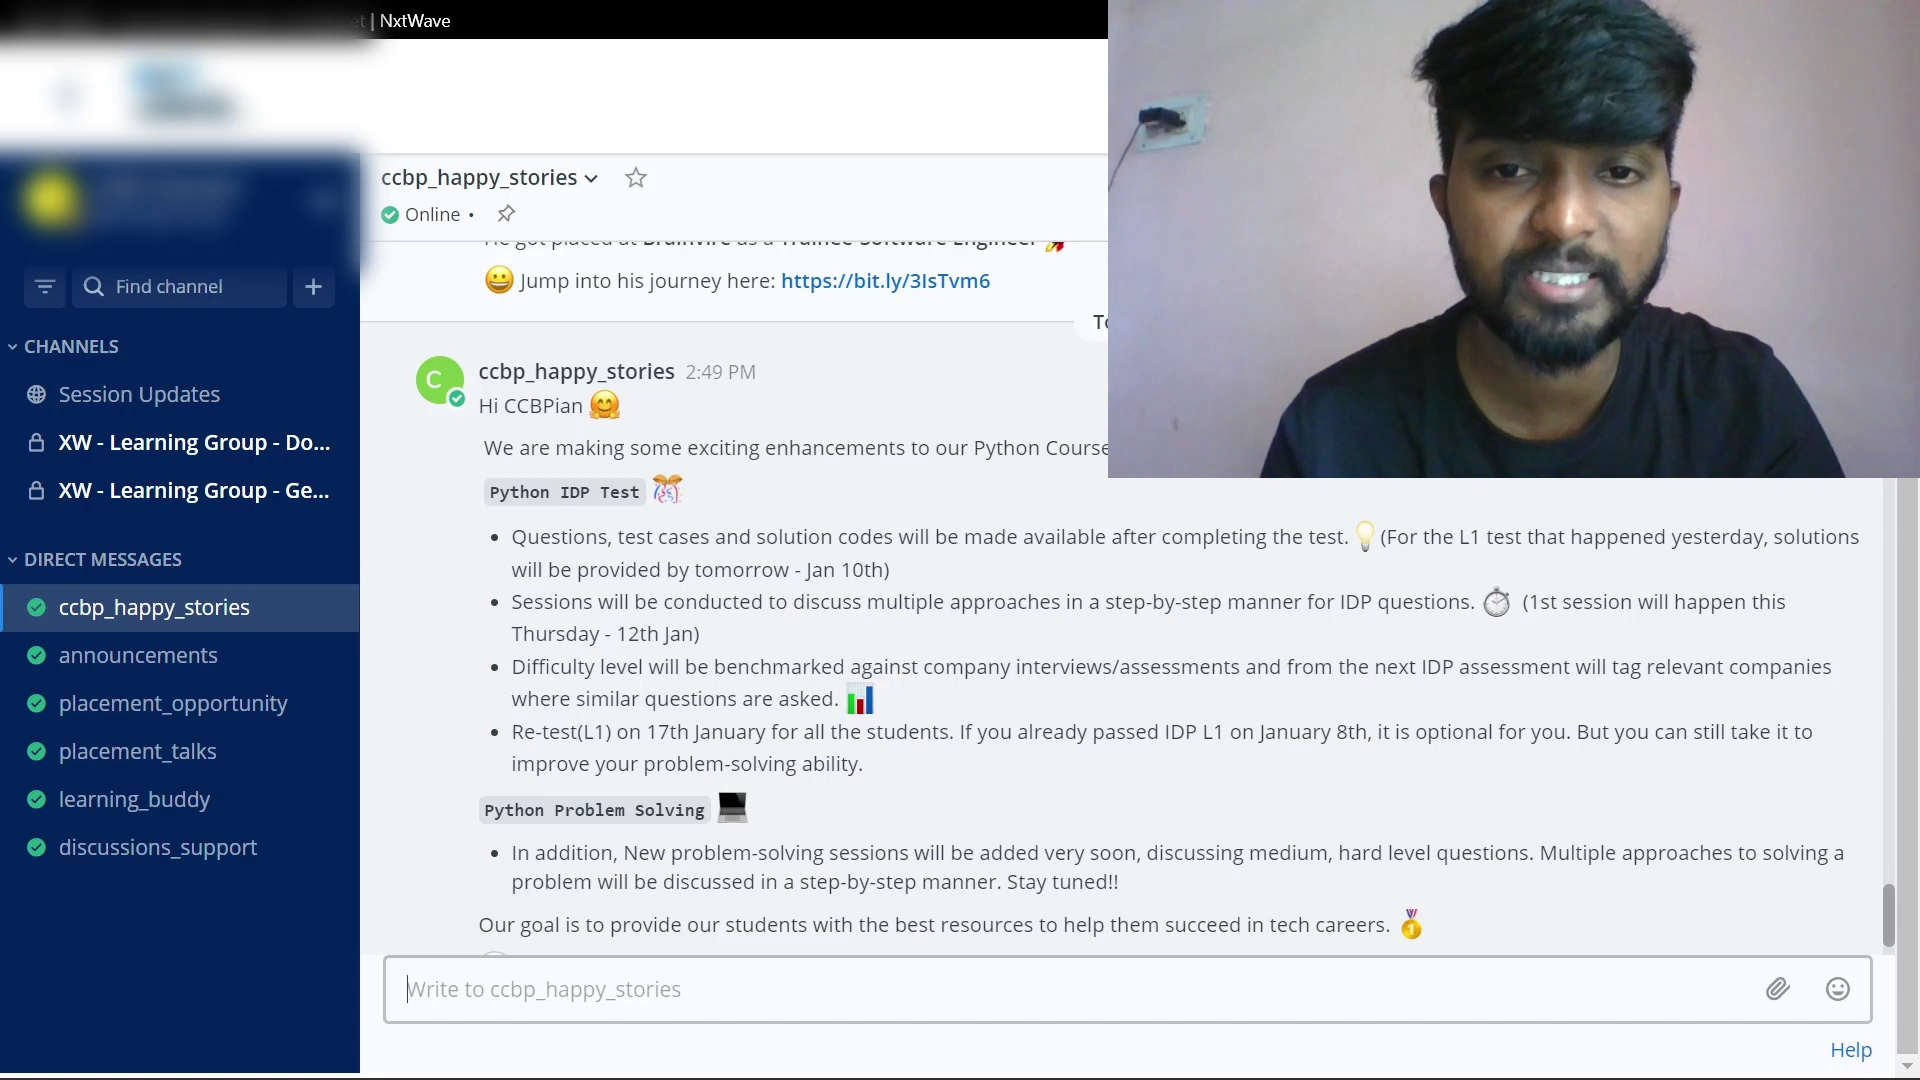 | NxtWave
ccbp_happy_stories
Online •
Find channel
CHANNELS
Session Updates
XW - Learning Group - Do...
XW - Learning Group - Ge...
DIRECT MESSAGES
ccbp_happy_stories
announcements
placement_opportunity
placement_talks
learning_buddy
discussions_support
He got placed at Brainvire as a Trainee Software Engineer 🚀
😀 Jump into his journey here: https://bit.ly/3IsTvm6
C
ccbp_happy_stories 2:49 PM
Hi CCBPian 🤗
We are making some exciting enhancements to our Python Course
Python IDP Test 🎊
• Questions, test cases and solution codes will be made available after completing the test. 💡 (For the L1 test that happened yesterday, solutions
will be provided by tomorrow - Jan 10th)
• Sessions will be conducted to discuss multiple approaches in a step-by-step manner for IDP questions. ⏱ (1st session will happen this
Thursday - 12th Jan)
• Difficulty level will be benchmarked against company interviews/assessments and from the next IDP assessment will tag relevant companies
where similar questions are asked. 📊
• Re-test(L1) on 17th January for all the students. If you already passed IDP L1 on January 8th, it is optional for you. But you can still take it to
improve your problem-solving ability.
Python Problem Solving 💻
• In addition, New problem-solving sessions will be added very soon, discussing medium, hard level questions. Multiple approaches to solving a
problem will be discussed in a step-by-step manner. Stay tuned!!
Our goal is to provide our students with the best resources to help them succeed in tech careers. 🏅
Write to ccbp_happy_stories
Help